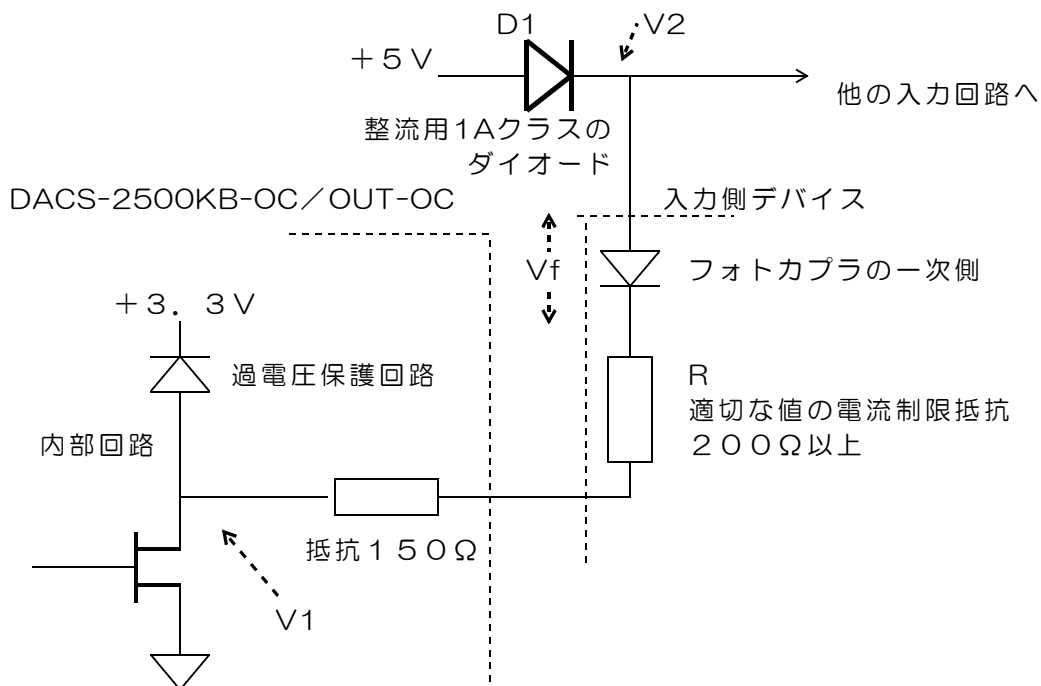 D1
V2
+5V
他の入力回路へ
整流用1Aクラスの
ダイオード
DACS-2500KB-OC／OUT-OC
入力側デバイス
Vf
フォトカプラの一次側
+3．3V
過電圧保護回路
R
適切な値の電流制限抵抗
200Ω以上
内部回路
抵抗150Ω
V1